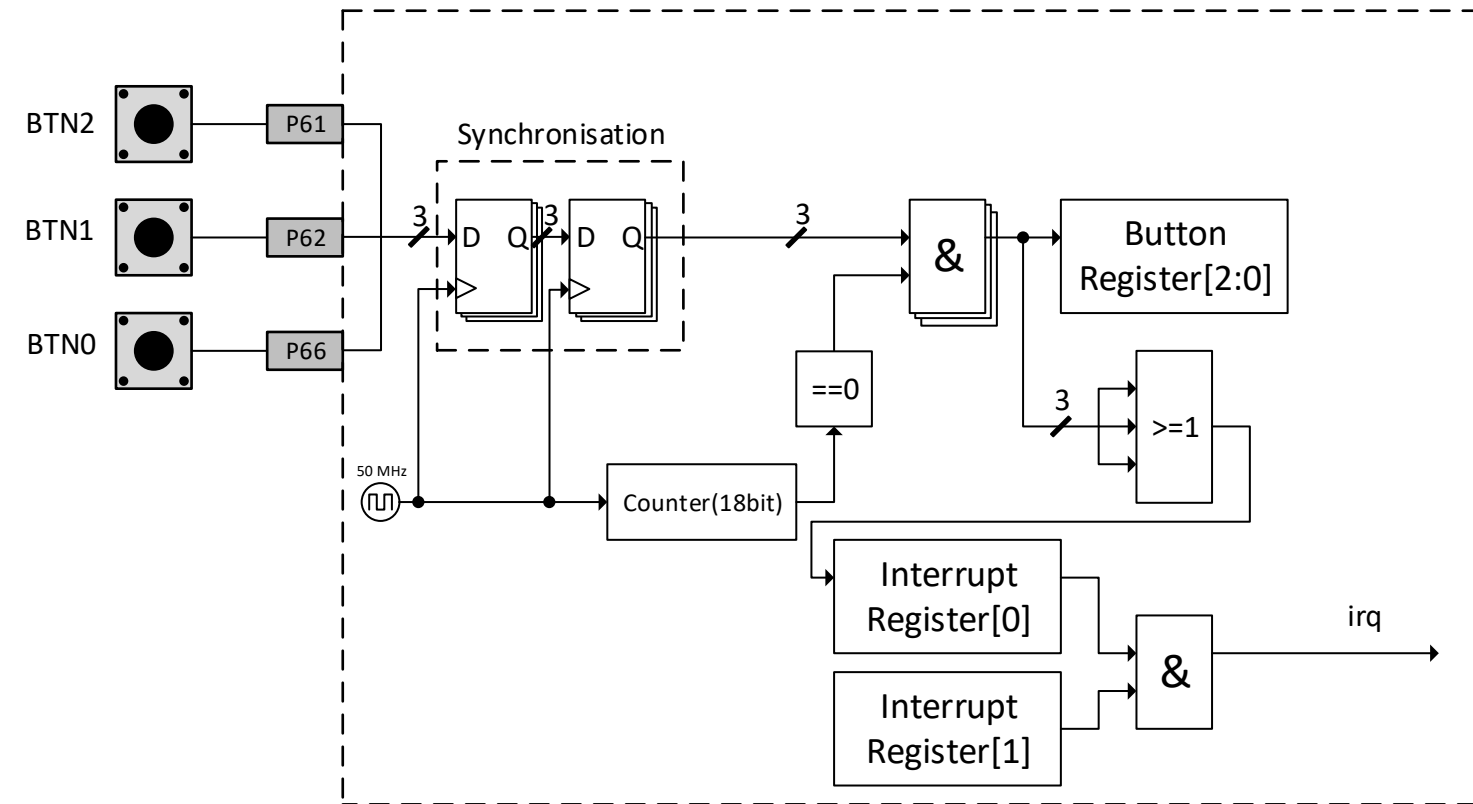 BTN2
P61
Synchronisation
BTN1
P62
3
D
Q
3
D
Q
3
&
Button
Register[2:0]
BTN0
P66
==0
3
>=1
50 MHz
Counter(18bit)
Interrupt
Register[0]
irq
&
Interrupt
Register[1]